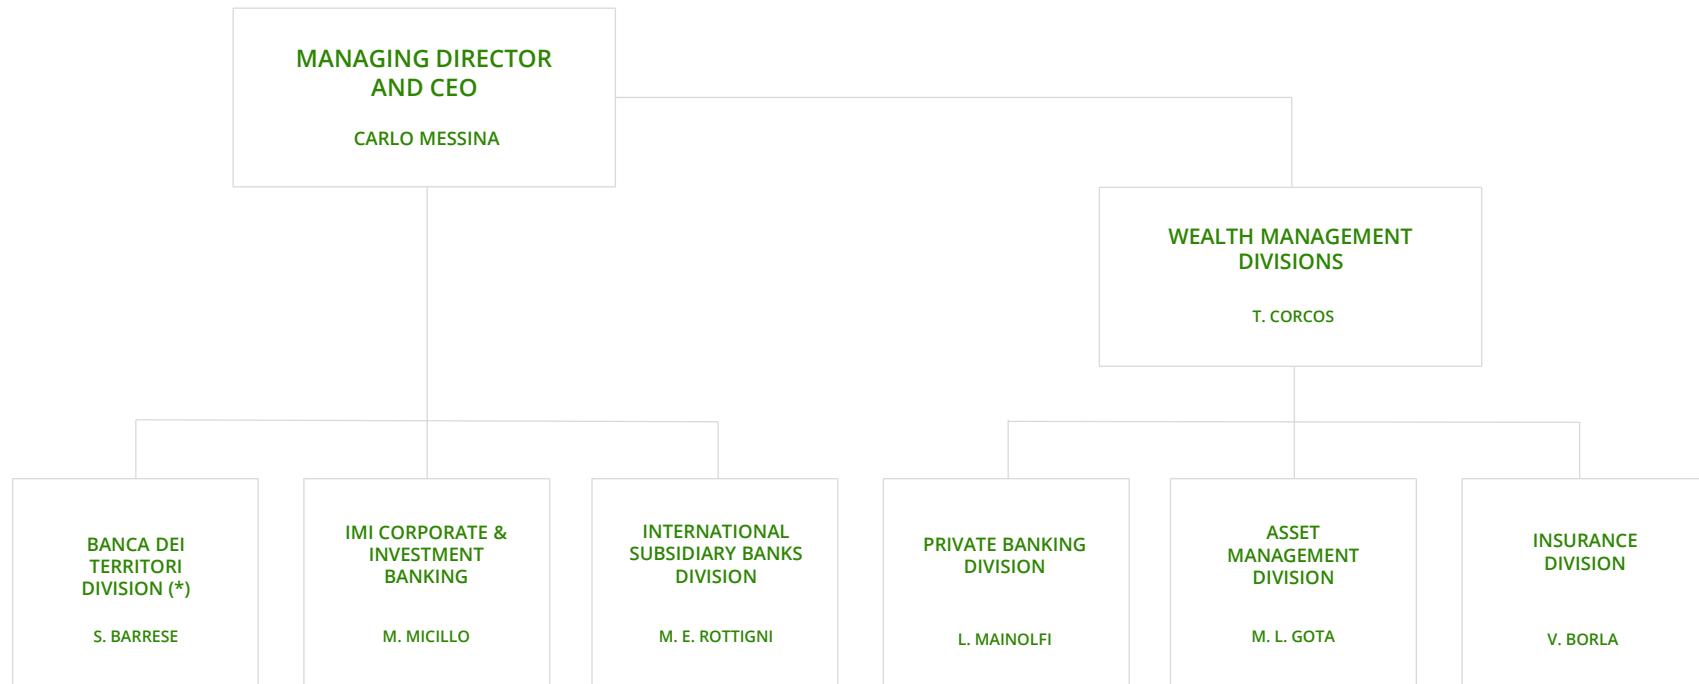 MANAGING DIRECTOR
AND CEO
CARLO MESSINA
WEALTH MANAGEMENT
DIVISIONS
T. CORCOS
BANCA DEI
TERRITORI
DIVISION (*)
S. BARRESE
IMI CORPORATE &
INVESTMENT
BANKING
M. MICILLO
INTERNATIONAL
SUBSIDIARY BANKS
DIVISION
M. E. ROTTIGNI
PRIVATE BANKING
DIVISION
L. MAINOLFI
ASSET
MANAGEMENT
DIVISION
M. L. GOTA
INSURANCE
DIVISION
V. BORLA